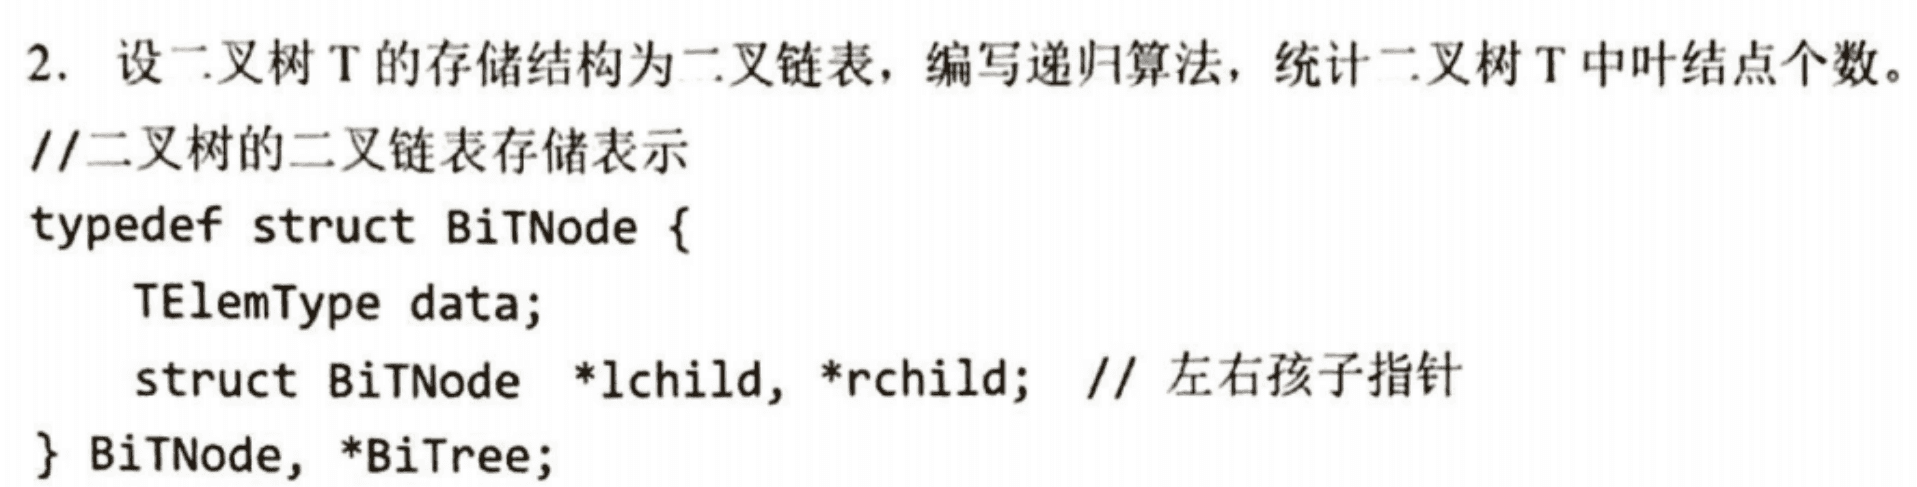 2. 设二叉树 T 的存储结构为二叉链表，编写递归算法，统计二叉树 T 中叶结点个数。
//二叉树的二叉链表存储表示
typedef struct BiTNode {
TElemType data;
struct BiTNode *lchild, *rchild; // 左右孩子指针
} BiTNode, *BiTree;